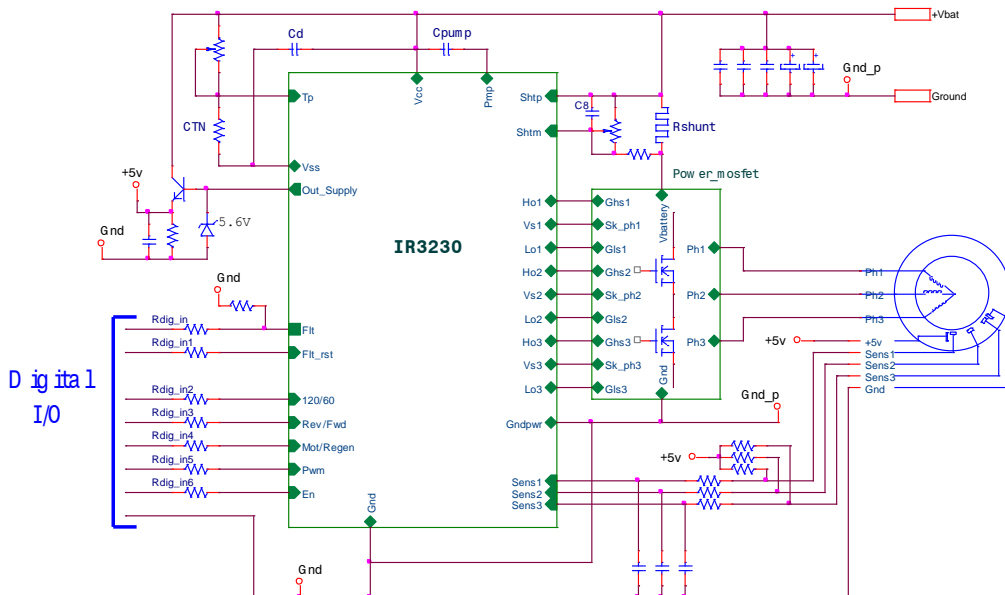 +Vbat
Cd
Cpump
Gnd_p
Vcc
Pmp
Tp
Shtp
C8
Ground
CTN
Shtm
Rshunt
Vss
Power_mosfet
+5v
Out_Supply
5.6V
Gnd
IR3230
Ho1
Ghs1
Vbattery
Vs1
Sk_ph1
Lo1
Gls1
Ph1
Gnd
Ho2
Ghs2
Ph1
Vs2
Sk_ph2
Ph2
Ph2
Rdig_in
Lo2
Gls2
Ph3
Flt
Ho3
Ghs3
Ph3
+5v
+5v
Rdig_in1
Flt_rst
Sens1
Vs3
Sk_ph3
Gnd
Sens2
Digital
I/O
Sens3
Rdig_in2
Lo3
Gls3
Gnd
120/60
Gnd_p
Rdig_in3
Rev/Fwd
Gndpwr
Rdig_in4
Mot/Regen
Rdig_in5
Pwm
+5v
Sens1
Rdig_in6
En
Sens2
Sens3
Gnd
Gnd